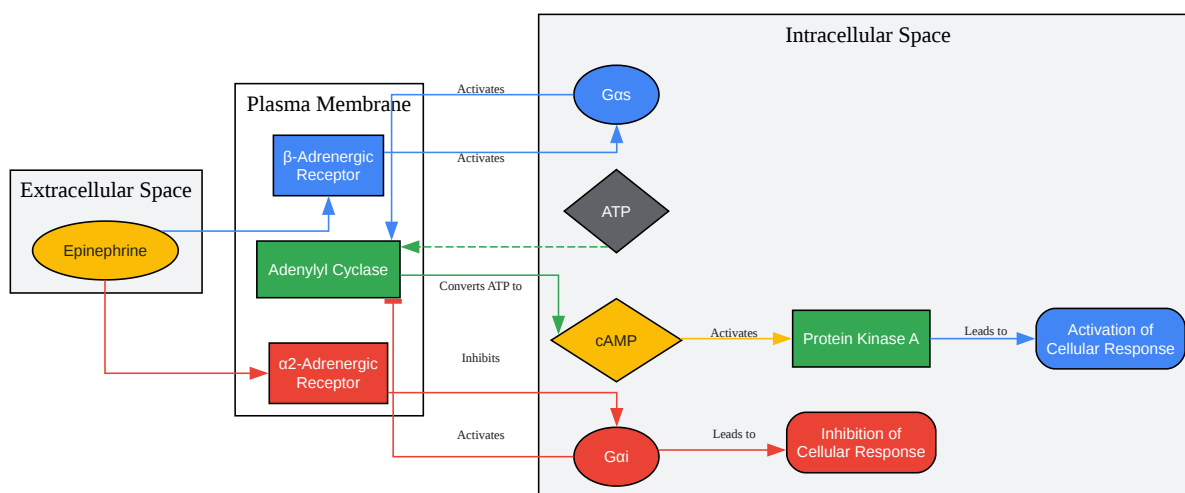 Intracellular Space
Plasma Membrane
Extracellular Space
Epinephrine
β-Adrenergic
Receptor
Adenylyl Cyclase
α2-Adrenergic
Receptor
Activates
Activates
Converts ATP to
Inhibits
Activates
Gαs
ATP
cAMP
Gαi
Activates
Protein Kinase A
Leads to
Activation of
Cellular Response
Leads to
Inhibition of
Cellular Response